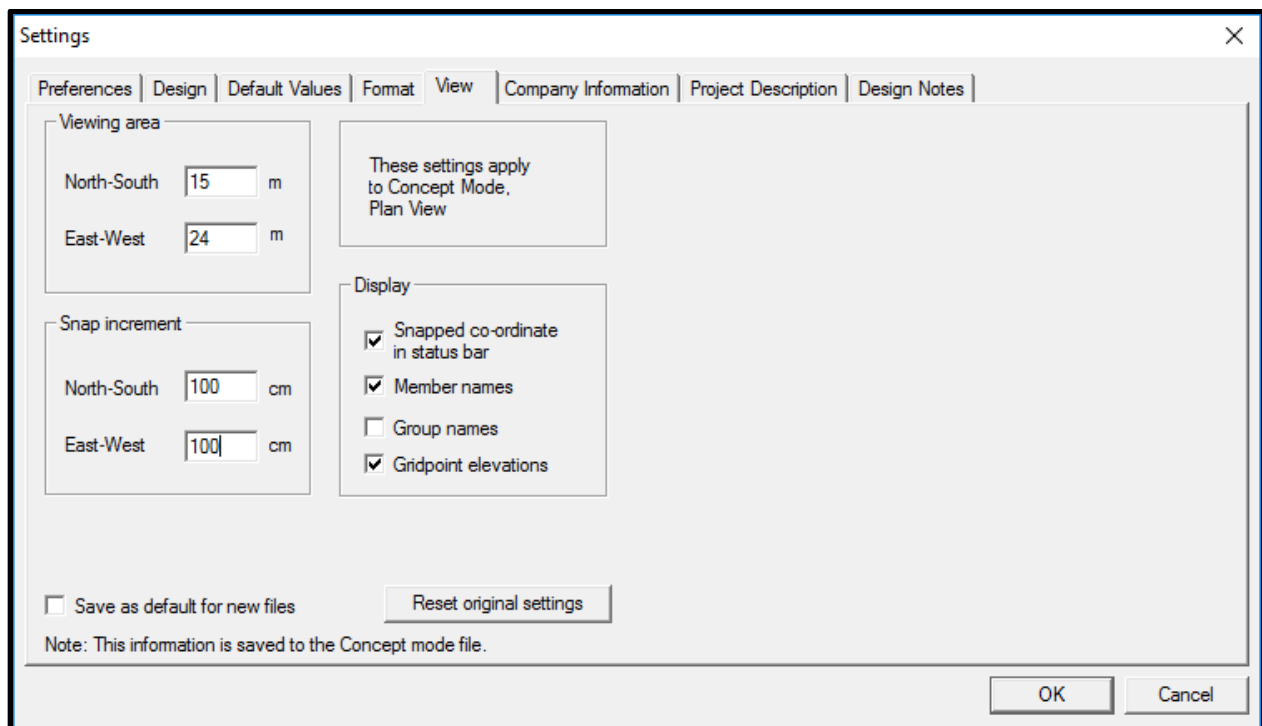 Settings
Preferences Design Default Values Format View Company Information Project Description Design Notes
Viewing area
North-South 15 m
East-West 24 m
These settings apply
to Concept Mode,
Plan View
Snap increment
North-South 100 cm
East-West 100 cm
Display
Snapped co-ordinate
in status bar
Member names
Group names
Gridpoint elevations
Save as default for new files
Reset original settings
Note: This information is saved to the Concept mode file.
OK Cancel